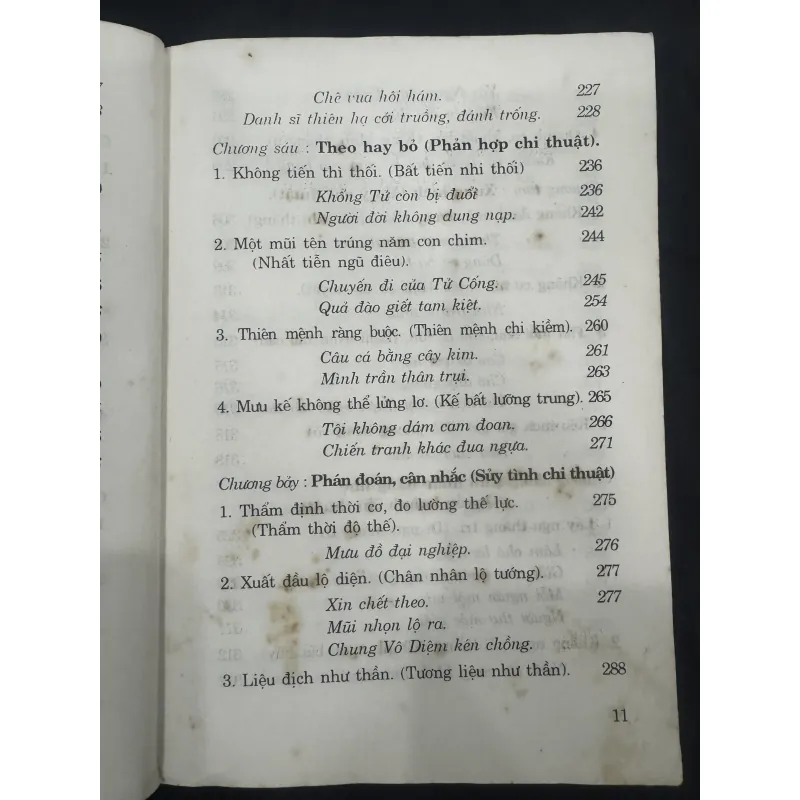 Chê vua hôi hám. 227
Danh sĩ thiên hạ cởi truồng, đánh trống. 228
Chương sáu : Theo hay bỏ (Phản hợp chi thuật).
1. Không tiến thì thối. (Bất tiến nhi thối) 236
Khổng Tử còn bị đuổi 236
Người đời không dung nạp. 242
2. Một mũi tên trúng năm con chim. 244
(Nhất tiễn ngũ điêu).
Chuyến đi của Tử Cống. 245
Quả đào giết tam kiệt. 254
3. Thiên mệnh ràng buộc. (Thiên mệnh chi kiềm). 260
Câu cá bằng cây kim. 261
Mình trần thân trụi. 263
4. Mưu kế không thể lửng lơ. (Kế bất lưỡng trung). 265
Tôi không dám cam đoan. 266
Chiến tranh khác đua ngựa. 271
Chương bảy : Phán đoán, cân nhắc (Sủy tình chi thuật)
1. Thẩm định thời cơ, đo lường thế lực. 275
(Thẩm thời độ thế).
Mưu đồ đại nghiệp. 276
2. Xuất đầu lộ diện. (Chân nhân lộ tướng). 277
Xin chết theo. 277
Mũi nhọn lộ ra.
Chung Vô Diệm kén chồng.
3. Liệu địch như thần. (Tương liệu như thần). 288
11